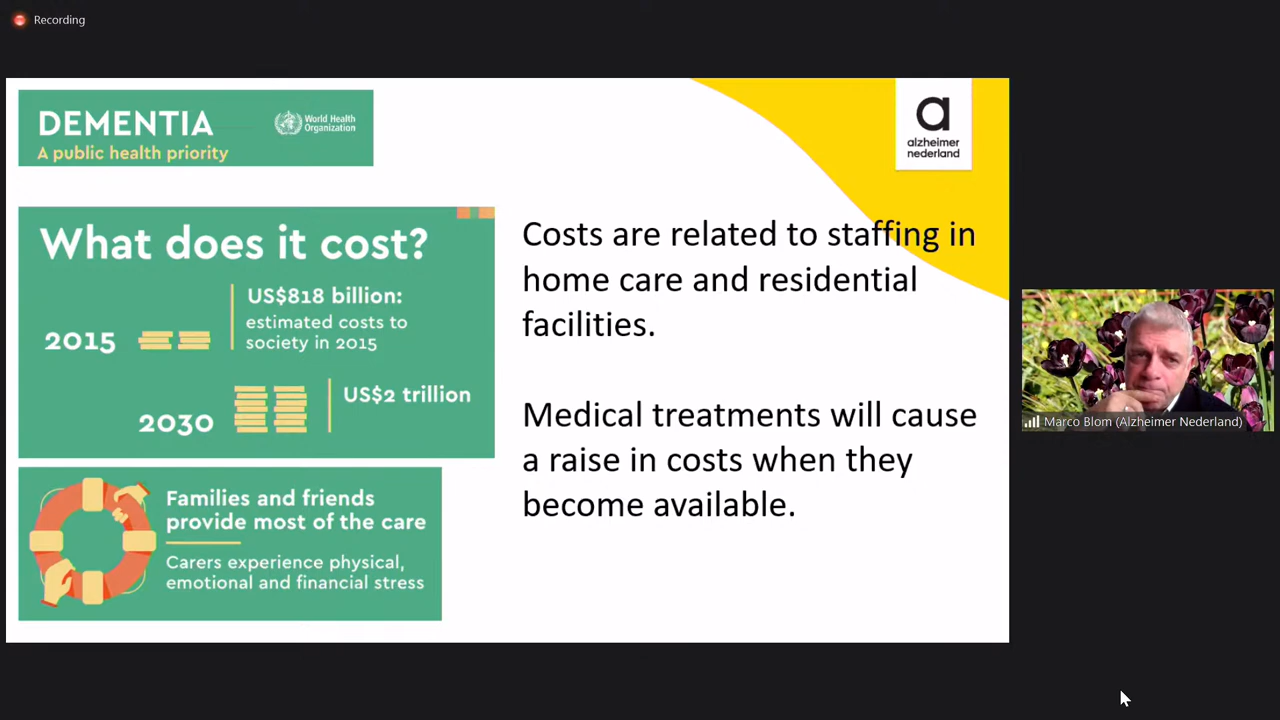 Recording
DEMENTIA
A public health priority
World Health
Organization
a
alzheimer
nederland
What does it cost?
2015
US$818 billion:
estimated costs to
society in 2015
2030
US$2 trillion
Families and friends
provide most of the care
Carers experience physical,
emotional and financial stress
Costs are related to staffing in
home care and residential
facilities.
Medical treatments will cause
a raise in costs when they
become available.
Marco Blom (Alzheimer Nederland)